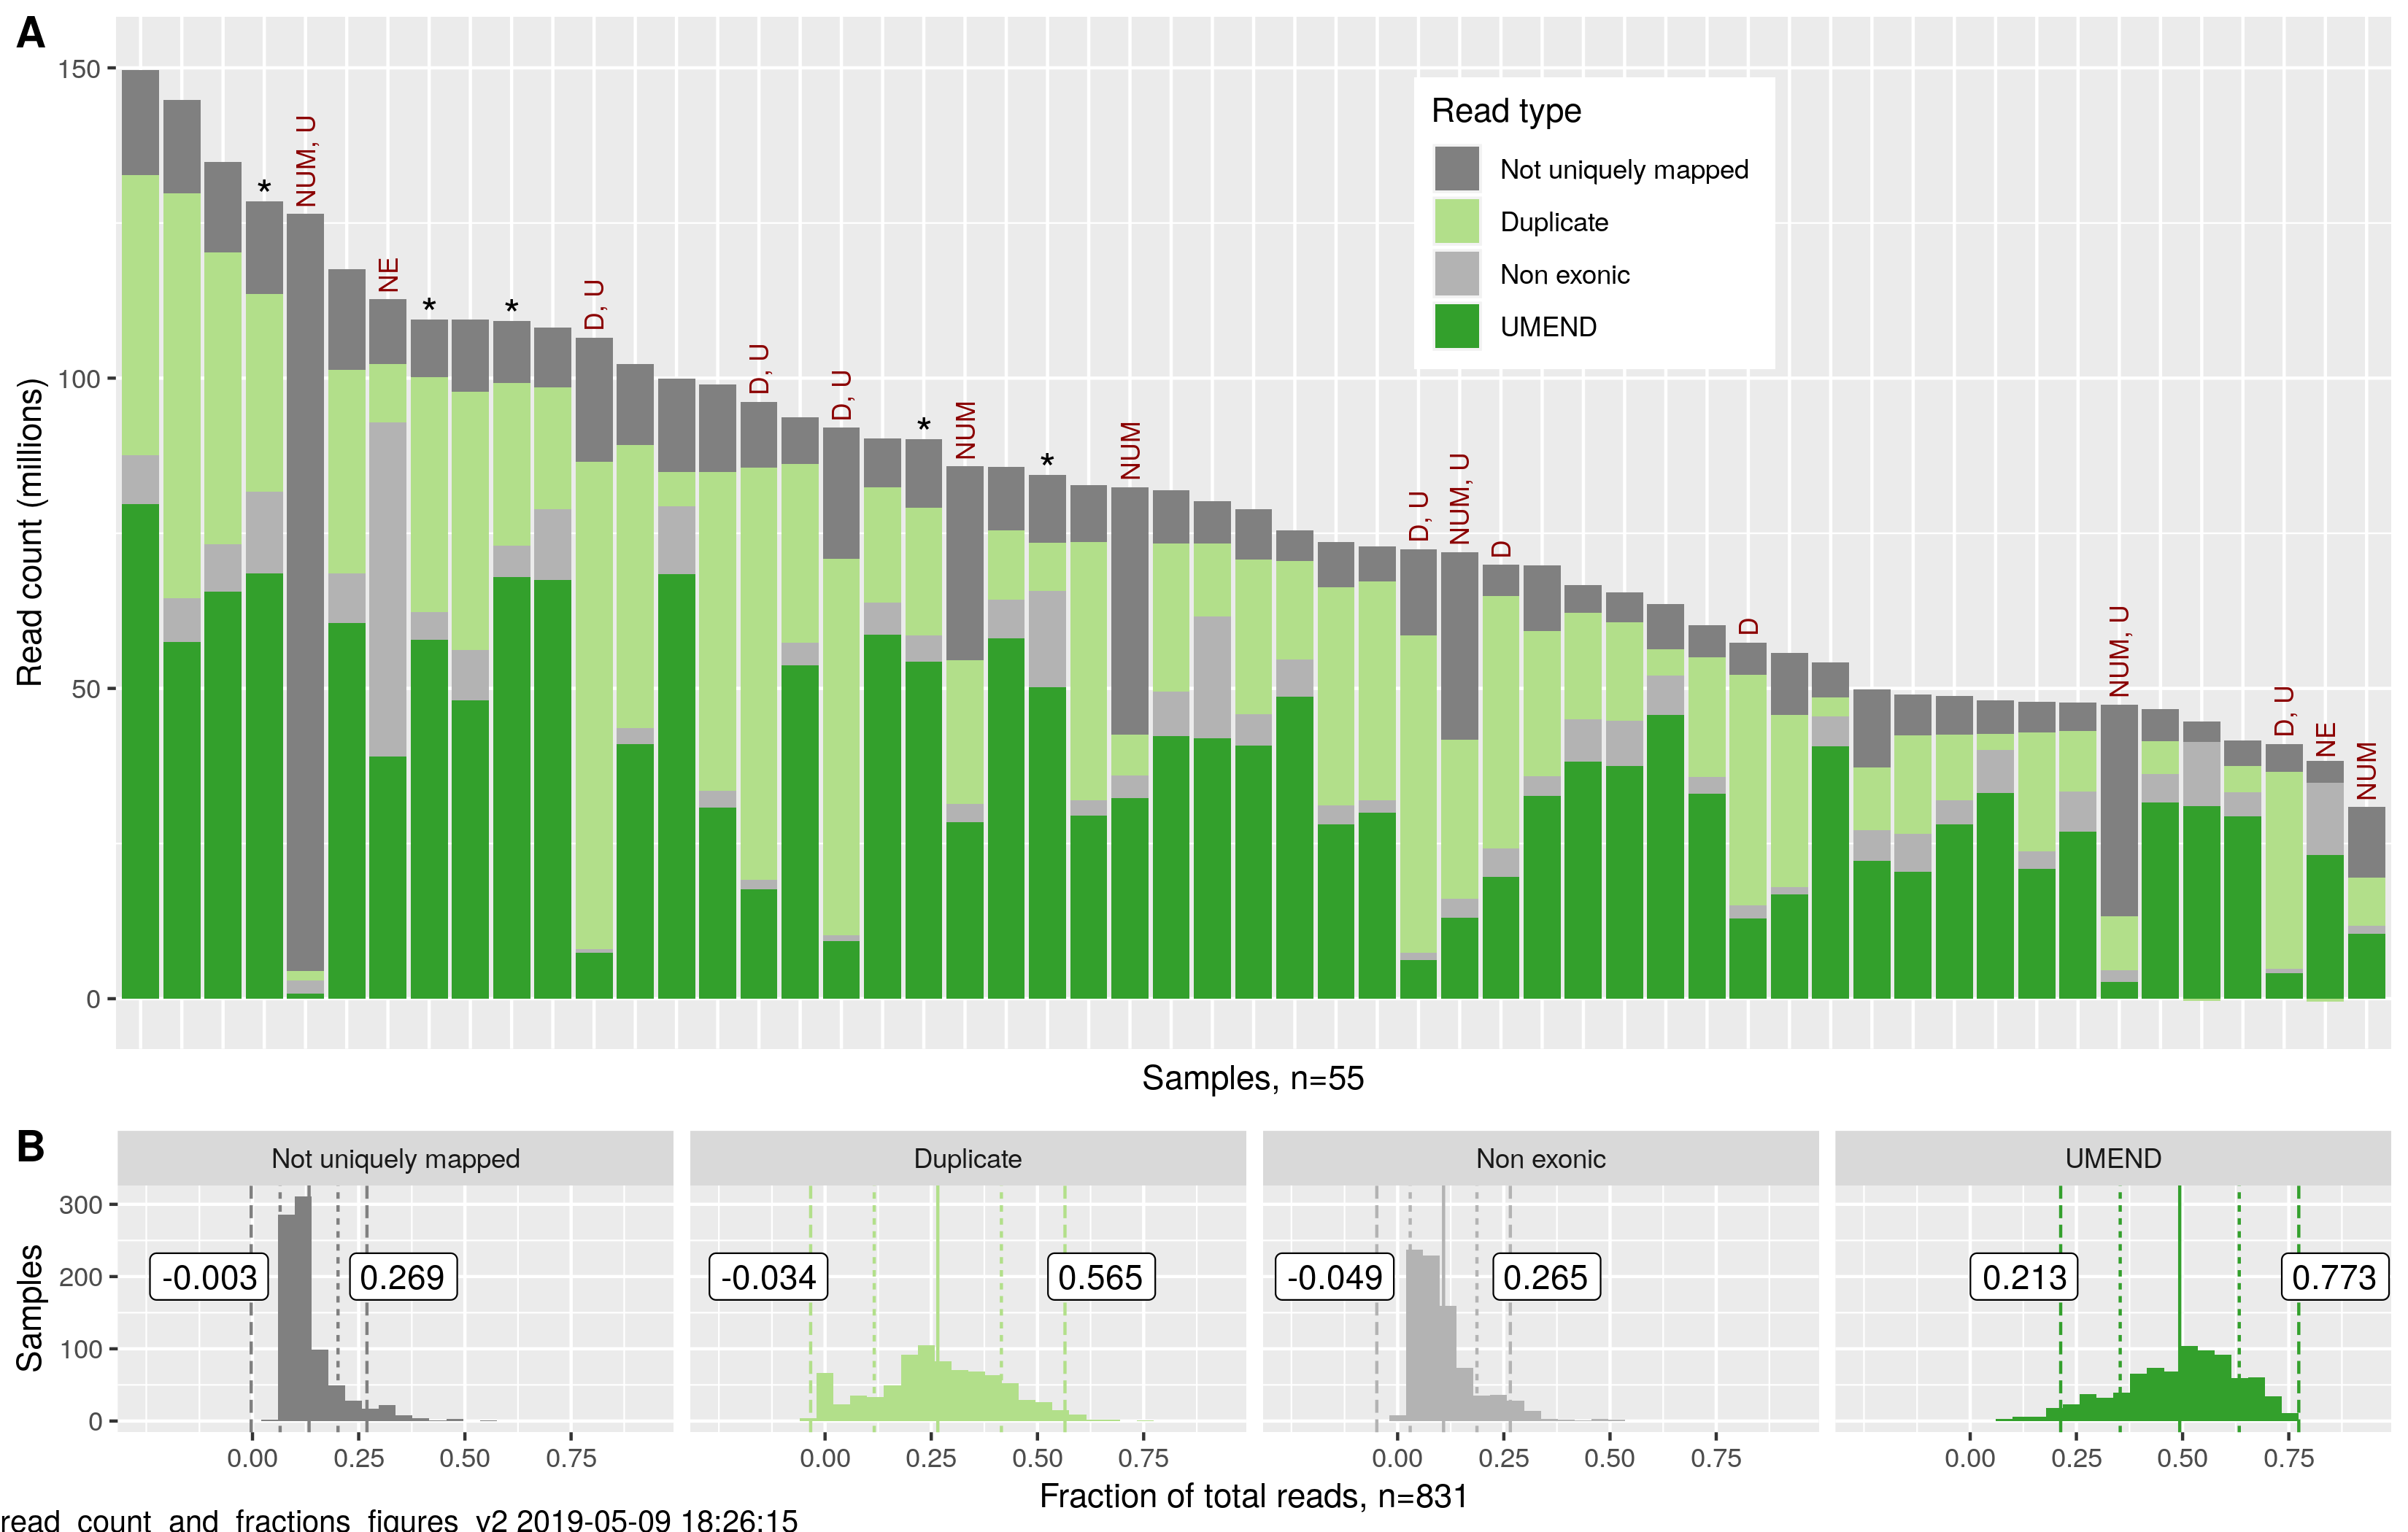 A
150
100
50
0
Read count (millions)
*
NUM, U
NE
*
*
D, U
D, U
D, U
*
NUM
*
NUM
D, U
NUM, U
D
D
NUM, U
D, U
NE
NUM
Read type
Not uniquely mapped
Duplicate
Non exonic
UMEND
Samples, n=55
B
Not uniquely mapped
Duplicate
Non exonic
UMEND
Samples
300
200
100
0
-0.003
0.269
-0.034
0.565
-0.049
0.265
0.213
0.773
0.00 0.25 0.50 0.75
0.00 0.25 0.50 0.75
0.00 0.25 0.50 0.75
0.00 0.25 0.50 0.75
Fraction of total reads, n=831
read_count_and_fractions_figures_v2 2019-05-09 18:26:15